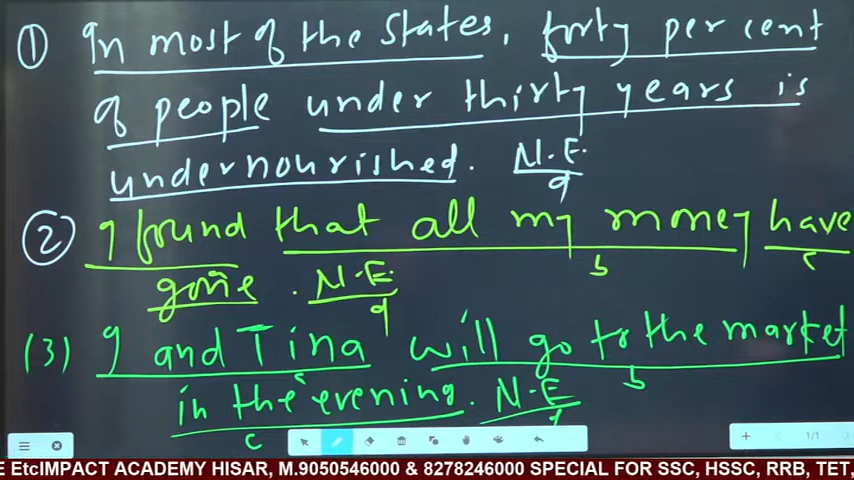 ① In most of the States, forty per cent
of people under thirty years is
undernourished. N.E.
d
② I found that all my money have
b c
gone. N.E.
d
(3) I and Tina will go to the market
b
in the evening. N.E
c
1/1
E EtcIMPACT ACADEMY HISAR, M.9050546000 & 8278246000 SPECIAL FOR SSC, HSSC, RRB, TET,